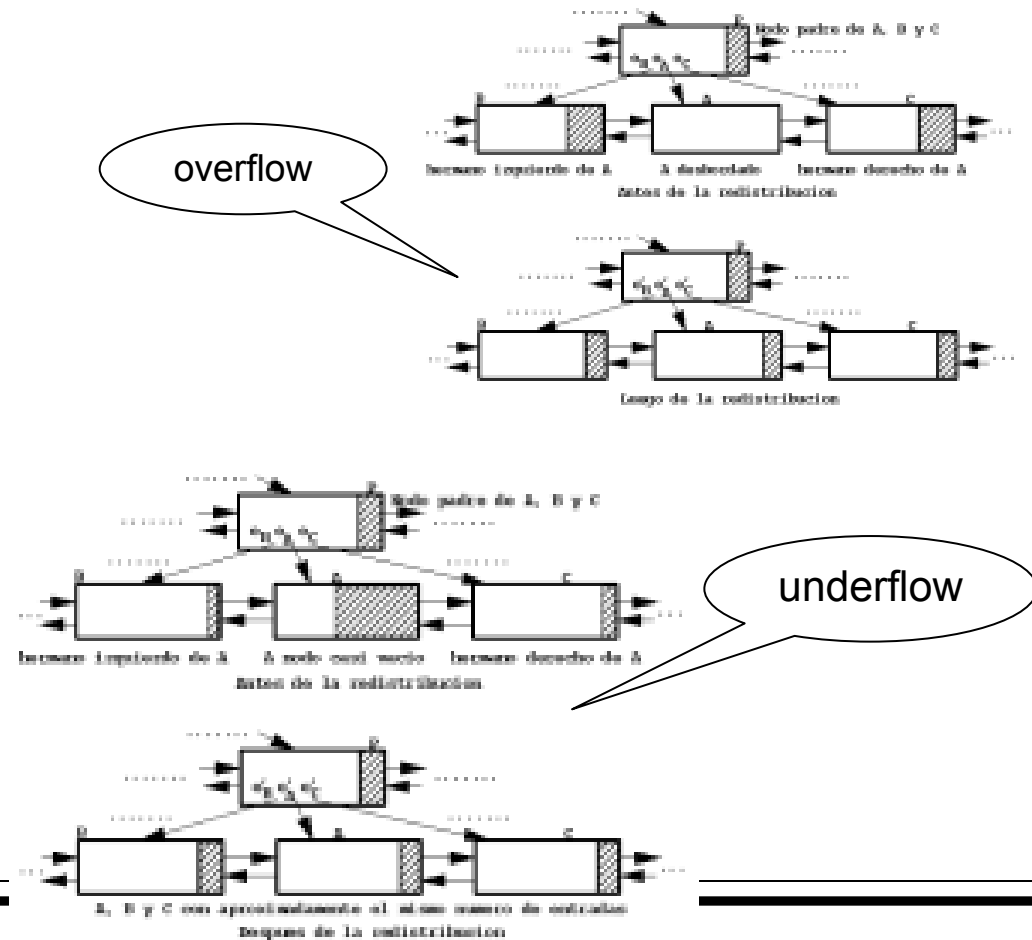 P
Nodo padre de A, B y C
B A C
A C
overflow
hermano izquierdo de A A desbordado hermano derecho de A
Antes de la redistribucion
P
B A C
A C
Luego de la redistribucion
P
Nodo padre de A, B y C
B A C
A C
underflow
hermano izquierdo de A A nodo casi vacio hermano derecho de A
Antes de la redistribucion
P
B A C
A C
A, B y C con aproximadamente el mismo numero de entradas
Despues de la redistribucion